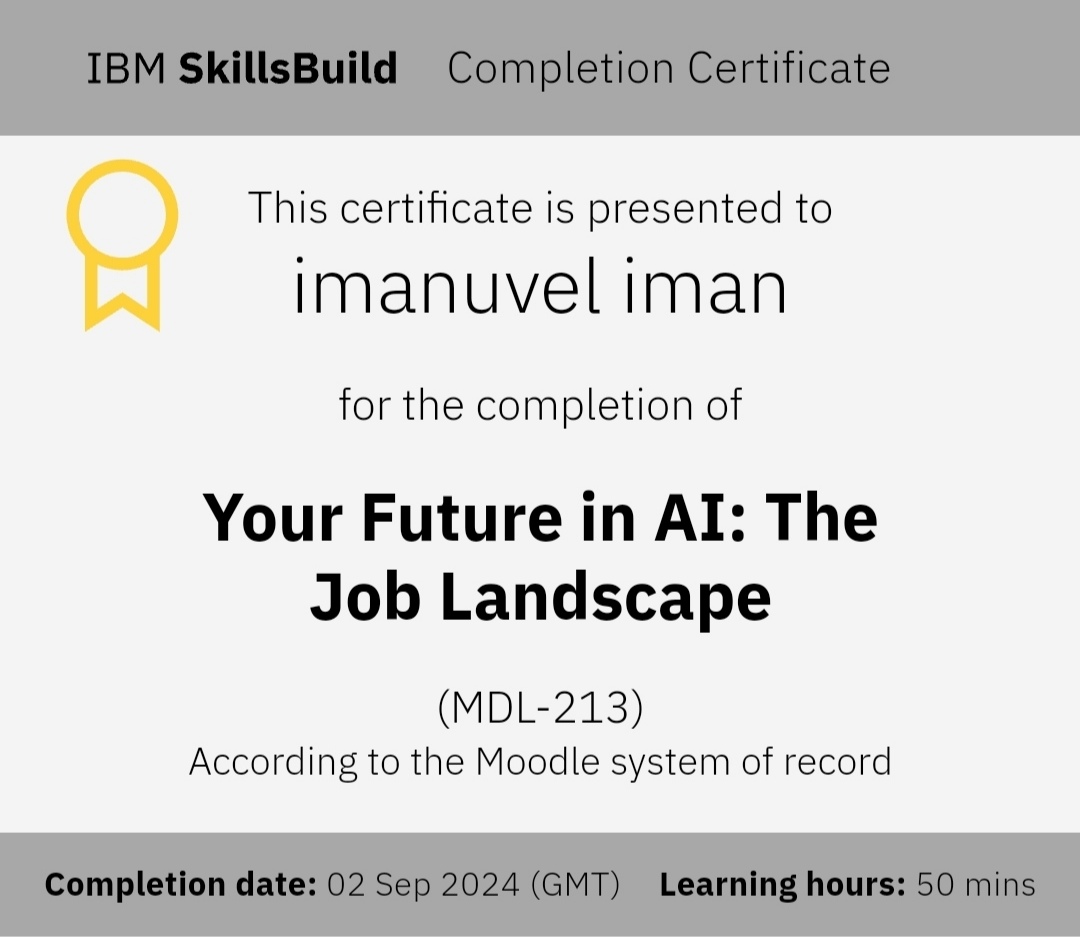 IBM SkillsBuild Completion Certificate
This certificate is presented to
imanuvel iman
for the completion of
Your Future in AI: The
Job Landscape
(MDL-213)
According to the Moodle system of record
Completion date: 02 Sep 2024 (GMT) Learning hours: 50 mins